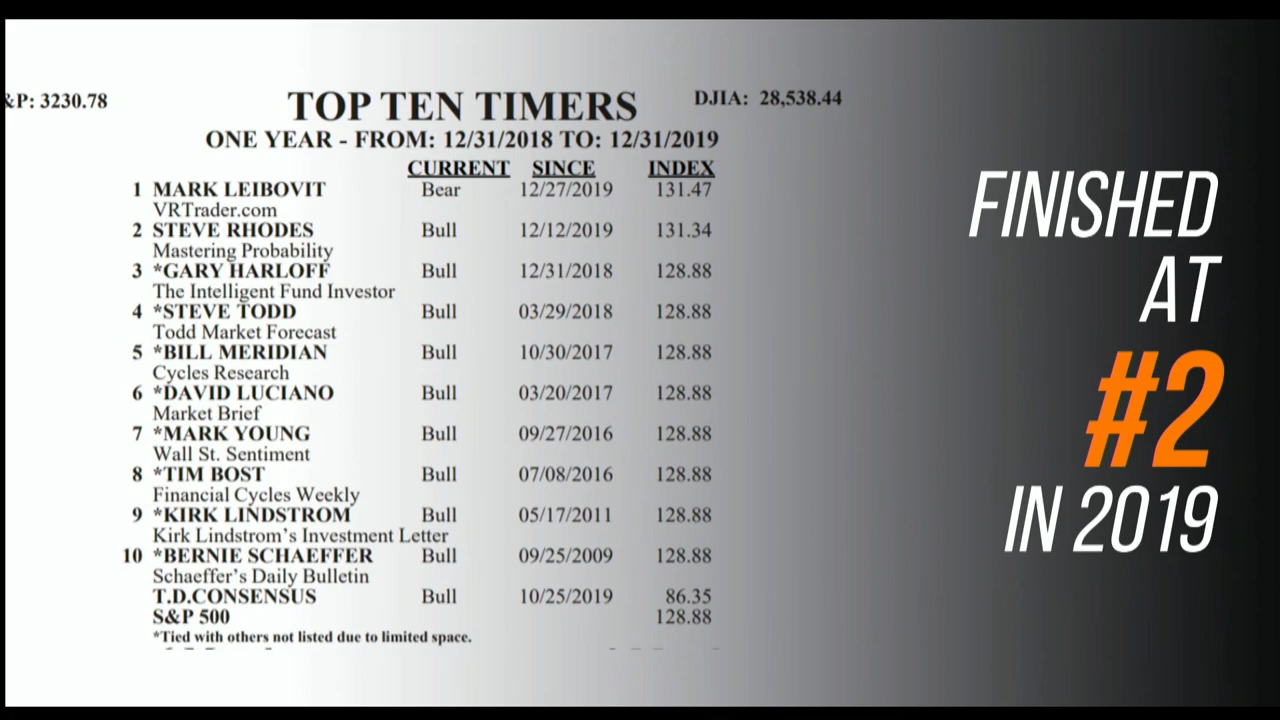 &P: 3230.78
TOP TEN TIMERS
DJIA: 28,538.44
ONE YEAR - FROM: 12/31/2018 TO: 12/31/2019
CURRENT SINCE INDEX
1 MARK LEIBOVIT Bear 12/27/2019 131.47
VRTrader.com
2 STEVE RHODES Bull 12/12/2019 131.34
Mastering Probability
3 *GARY HARLOFF Bull 12/31/2018 128.88
The Intelligent Fund Investor
4 *STEVE TODD Bull 03/29/2018 128.88
Todd Market Forecast
5 *BILL MERIDIAN Bull 10/30/2017 128.88
Cycles Research
6 *DAVID LUCIANO Bull 03/20/2017 128.88
Market Brief
7 *MARK YOUNG Bull 09/27/2016 128.88
Wall St. Sentiment
8 *TIM BOST Bull 07/08/2016 128.88
Financial Cycles Weekly
9 *KIRK LINDSTROM Bull 05/17/2011 128.88
Kirk Lindstrom's Investment Letter
10 *BERNIE SCHAEFFER Bull 09/25/2009 128.88
Schaeffer's Daily Bulletin
T.D.CONSENSUS Bull 10/25/2019 86.35
S&P 500 128.88
*Tied with others not listed due to limited space.
FINISHED
AT
#2
IN 2019